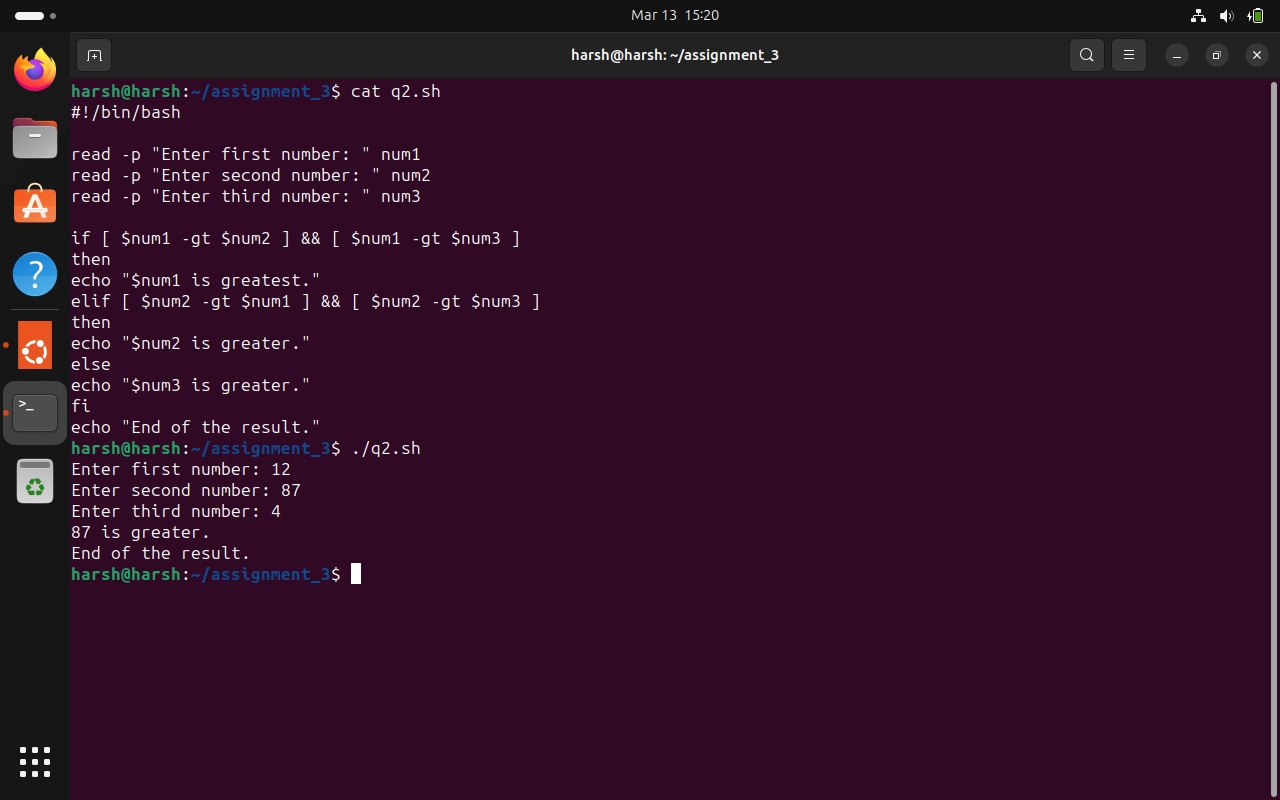 Mar 13 15:20
harsh@harsh: ~/assignment_3
harsh@harsh:~/assignment_3$ cat q2.sh
#!/bin/bash
read -p "Enter first number: " num1
read -p "Enter second number: " num2
read -p "Enter third number: " num3
if [ $num1 -gt $num2 ] && [ $num1 -gt $num3 ]
then
echo "$num1 is greatest."
elif [ $num2 -gt $num1 ] && [ $num2 -gt $num3 ]
then
echo "$num2 is greater."
else
echo "$num3 is greater."
fi
echo "End of the result."
harsh@harsh:~/assignment_3$ ./q2.sh
Enter first number: 12
Enter second number: 87
Enter third number: 4
87 is greater.
End of the result.
harsh@harsh:~/assignment_3$